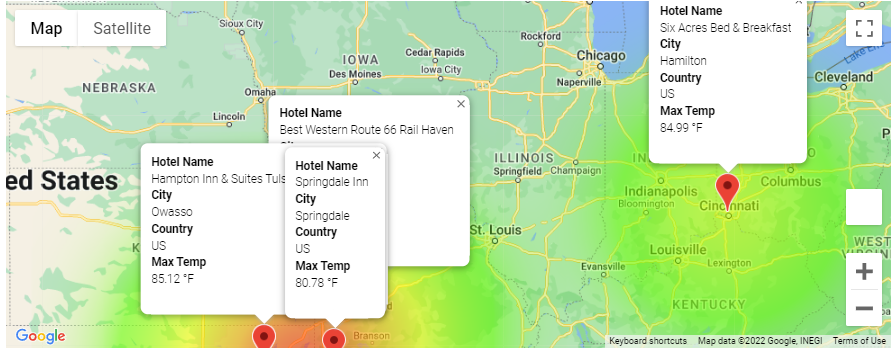 Map
Satellite
Sioux City
Rockford
Cedar Rapids
IOWA
Iowa City
Des Moines
Chicago
Naperville
Cleveland
NEBRASKA
Omaha
Lincoln
ed States
ILLINOIS
Springfield
Champaign
Indianapolis
Bloomington
Columbus
Cincinnati
St. Louis
Evansville
Louisville
Lexington
WEST
KENTUCKY
Branson
Hotel Name
Six Acres Bed & Breakfast
City
Hamilton
Country
US
Max Temp
84.99 °F
Hotel Name
Best Western Route 66 Rail Haven
Hotel Name
Hampton Inn & Suites Tuls
City
Owasso
Country
US
Max Temp
85.12 °F
Hotel Name
Springdale Inn
City
Springdale
Country
US
Max Temp
80.78 °F
Google
Keyboard shortcuts
Map data ©2022 Google, INEGI
Terms of Use